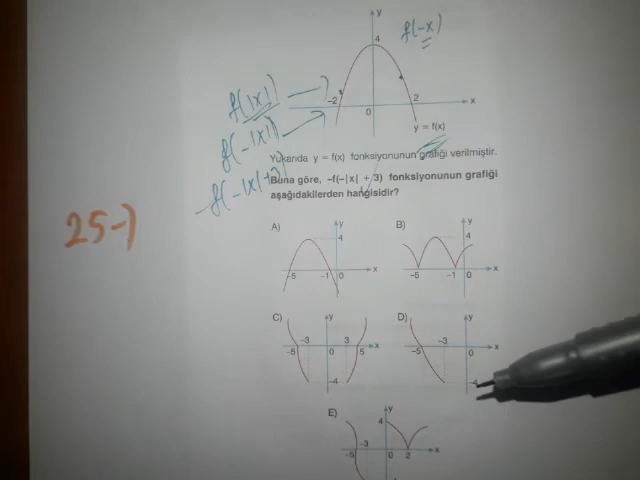 y
4
f(-x)
f(|x|)
-2
0
2
x
f(-|x|)
y = f(x)
Yukarıda y = f(x) fonksiyonunun grafiği verilmiştir.
-f(-|x|+3)
Buna göre, -f(-|x| + 3) fonksiyonunun grafiği
aşağıdakilerden hangisidir?
25-)
A)
y
4
-5
-1
0
x
B)
y
4
-5
-1
0
x
C)
y
-3
3
-5
0
5
x
-4
D)
y
-3
-5
0
x
-4
E)
y
4
-3
-5
0
2
x